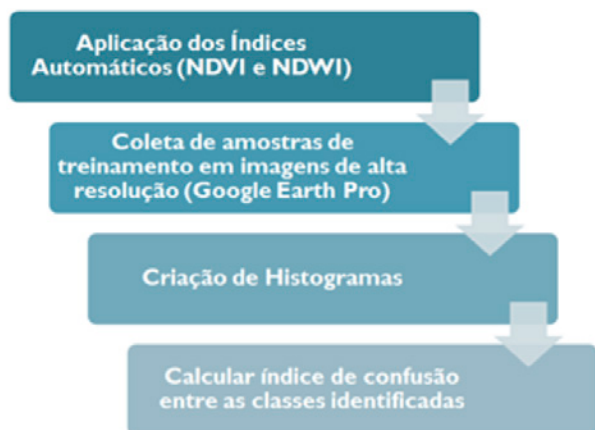 Aplicação dos Índices
Automáticos (NDVI e NDWI)
Coleta de amostras de
treinamento em imagens de alta
resolução (Google Earth Pro)
Criação de Histogramas
Calcular índice de confusão
entre as classes identificadas